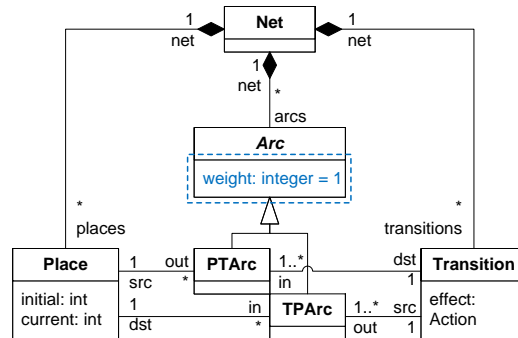 Net
1
net
1
net
1
net
*
arcs
Arc
weight: integer = 1
*
places
*
transitions
Place
initial: int
current: int
1
src
out
*
PTArc
1..*
in
dst
1
Transition
effect:
Action
1
dst
in
*
TPArc
1..*
out
src
1